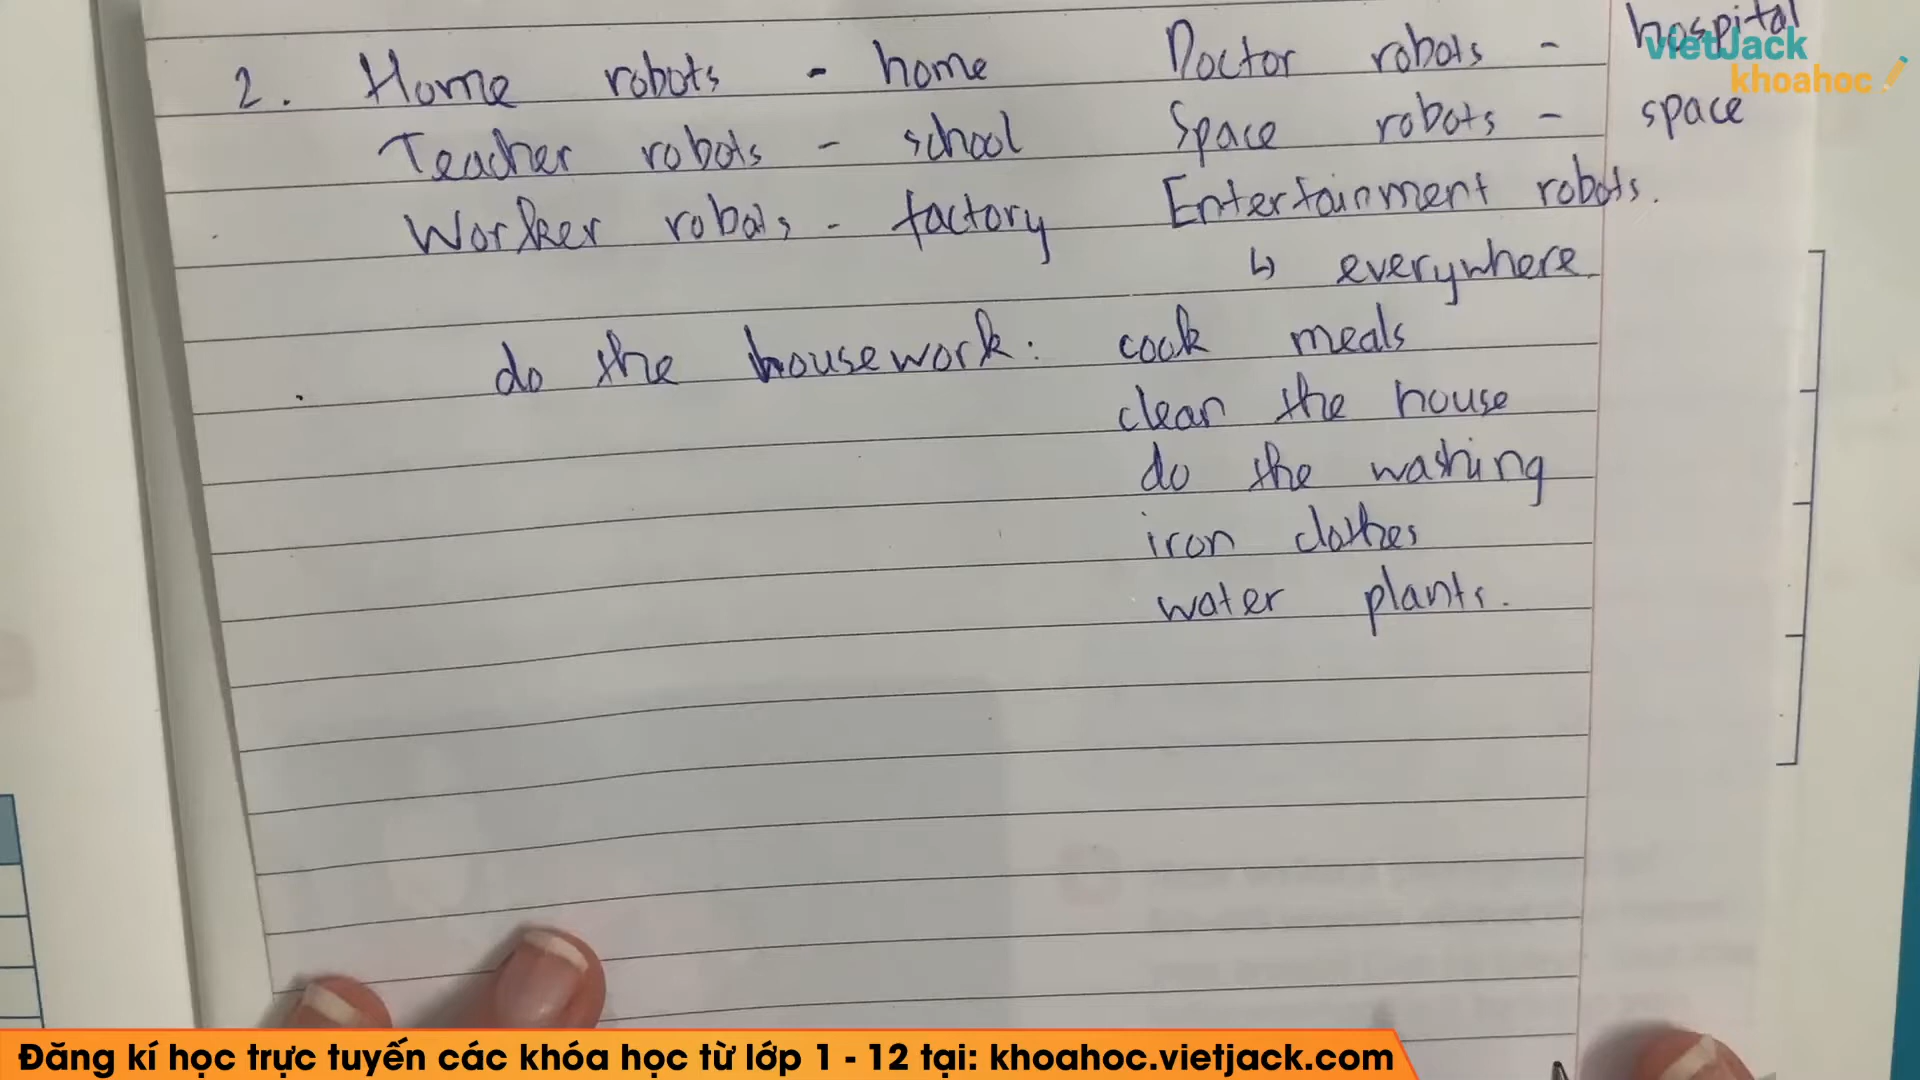 2. Home robots - home
Teacher robots - school
Worker robots - factory
Doctor robots - hospital
Space robots - space
Entertainment robots.
↳ everywhere
do the housework: cook meals
clean the house
do the washing
iron clothes
water plants.
vietJack
khoahoc
Đăng kí học trực tuyến các khóa học từ lớp 1 - 12 tại: khoahoc.vietjack.com